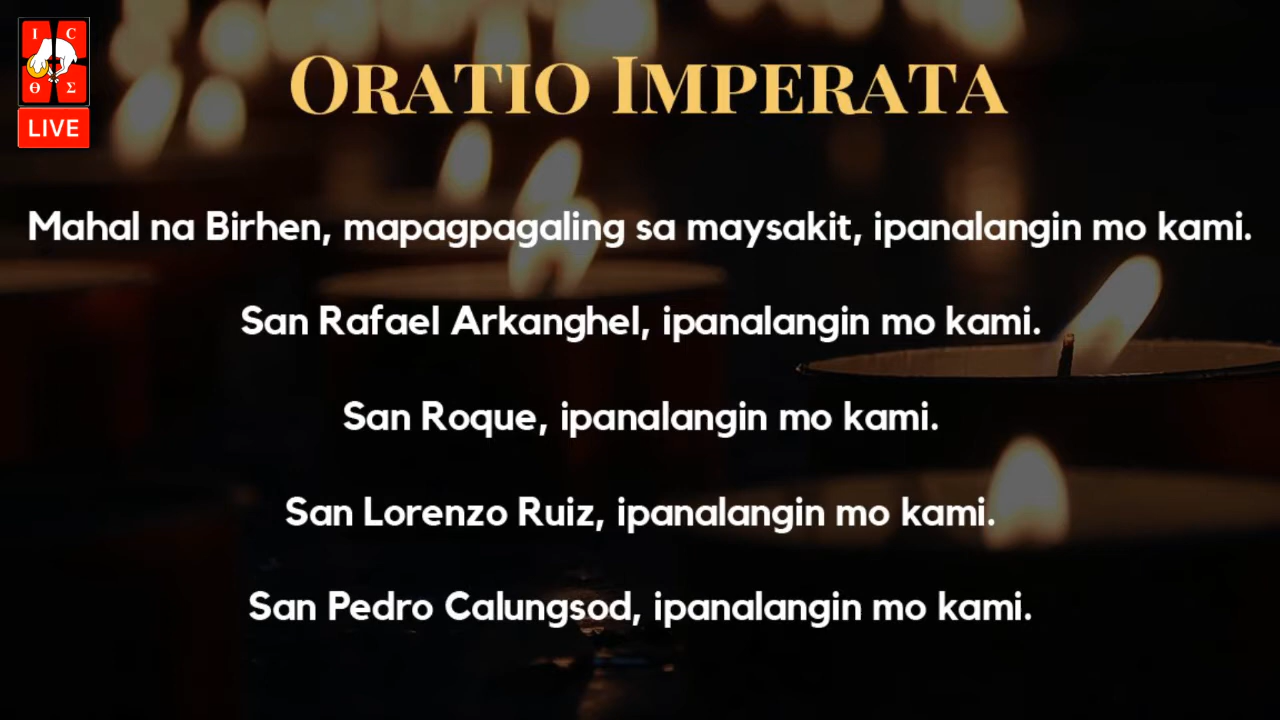 I C
Θ Σ
LIVE
ORATIO IMPERATA
Mahal na Birhen, mapagpagaling sa maysakit, ipanalangin mo kami.
San Rafael Arkanghel, ipanalangin mo kami.
San Roque, ipanalangin mo kami.
San Lorenzo Ruiz, ipanalangin mo kami.
San Pedro Calungsod, ipanalangin mo kami.